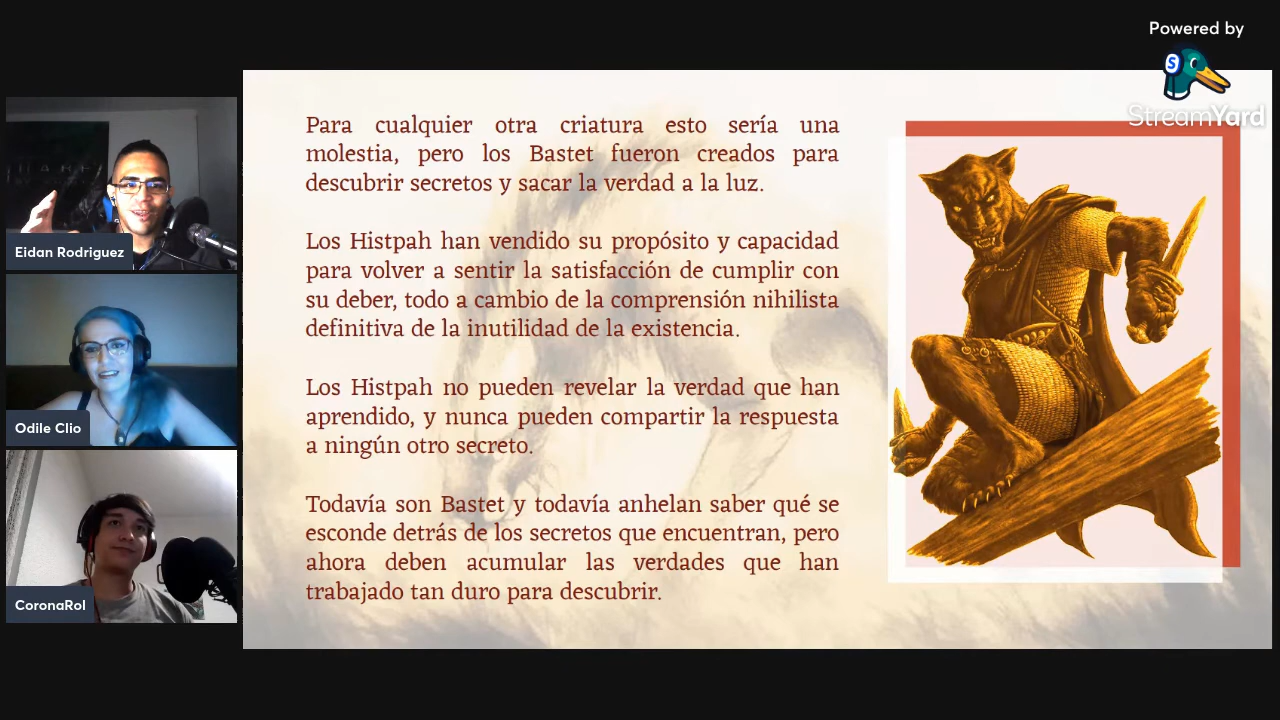 Powered by
StreamYard
Para cualquier otra criatura esto sería una
molestia, pero los Bastet fueron creados para
descubrir secretos y sacar la verdad a la luz.
Los Histpah han vendido su propósito y capacidad
para volver a sentir la satisfacción de cumplir con
su deber, todo a cambio de la comprensión nihilista
definitiva de la inutilidad de la existencia.
Los Histpah no pueden revelar la verdad que han
aprendido, y nunca pueden compartir la respuesta
a ningún otro secreto.
Todavía son Bastet y todavía anhelan saber qué se
esconde detrás de los secretos que encuentran, pero
ahora deben acumular las verdades que han
trabajado tan duro para descubrir.
Eidan Rodriguez
Odile Clio
CoronaRol